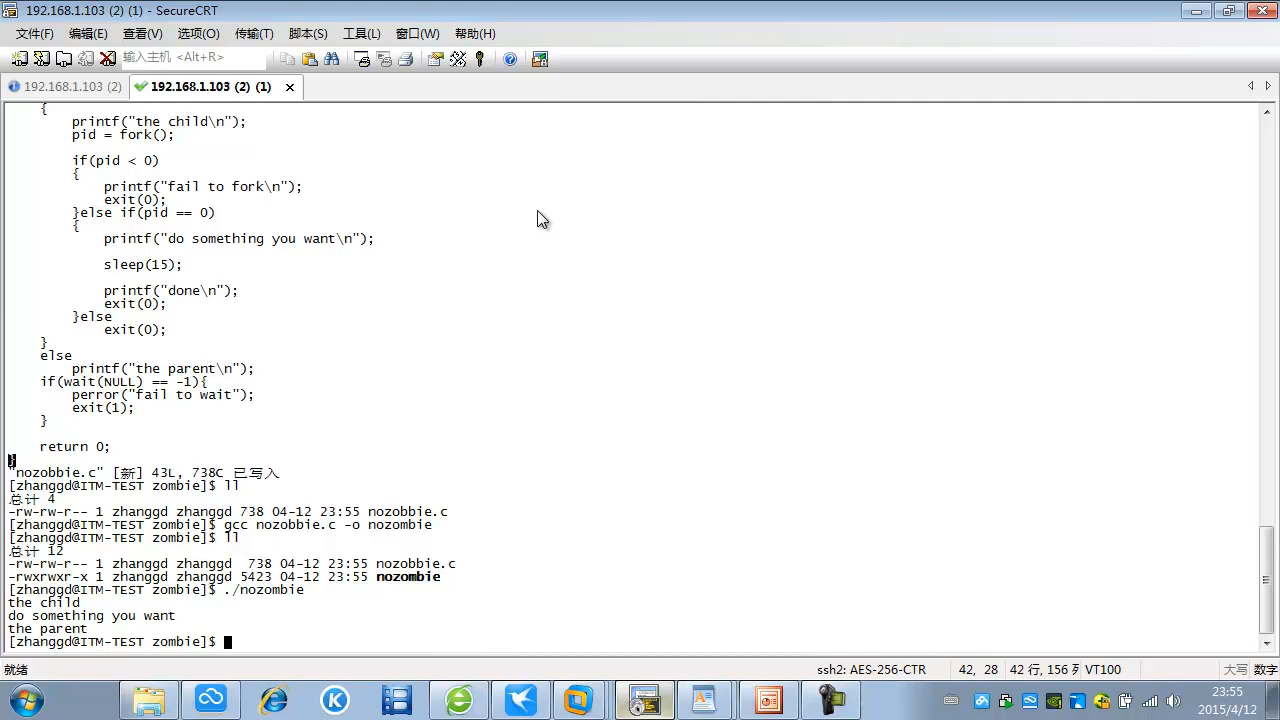 192.168.1.103 (2) (1) - SecureCRT
文件(F) 编辑(E) 查看(V) 选项(O) 传输(T) 脚本(S) 工具(L) 窗口(W) 帮助(H)
输入主机 <Alt+R>
192.168.1.103 (2) 192.168.1.103 (2) (1)
{
printf("the child\n");
pid = fork();
if(pid < 0)
{
printf("fail to fork\n");
exit(0);
}else if(pid == 0)
{
printf("do something you want\n");
sleep(15);
printf("done\n");
exit(0);
}else
exit(0);
}
else
printf("the parent\n");
if(wait(NULL) == -1){
perror("fail to wait");
exit(1);
}
return 0;
}
"nozobbie.c" [新] 43L, 738C 已写入
[zhanggd@ITM-TEST zombie]$ ll
总计 4
-rw-rw-r-- 1 zhanggd zhanggd 738 04-12 23:55 nozobbie.c
[zhanggd@ITM-TEST zombie]$ gcc nozobbie.c -o nozombie
[zhanggd@ITM-TEST zombie]$ ll
总计 12
-rw-rw-r-- 1 zhanggd zhanggd  738 04-12 23:55 nozobbie.c
-rwxrwxr-x 1 zhanggd zhanggd 5423 04-12 23:55 nozombie
[zhanggd@ITM-TEST zombie]$ ./nozombie
the child
do something you want
the parent
[zhanggd@ITM-TEST zombie]$
就绪 ssh2: AES-256-CTR 42, 28 42 行, 156 列 VT100 大写 数字
23:55
2015/4/12